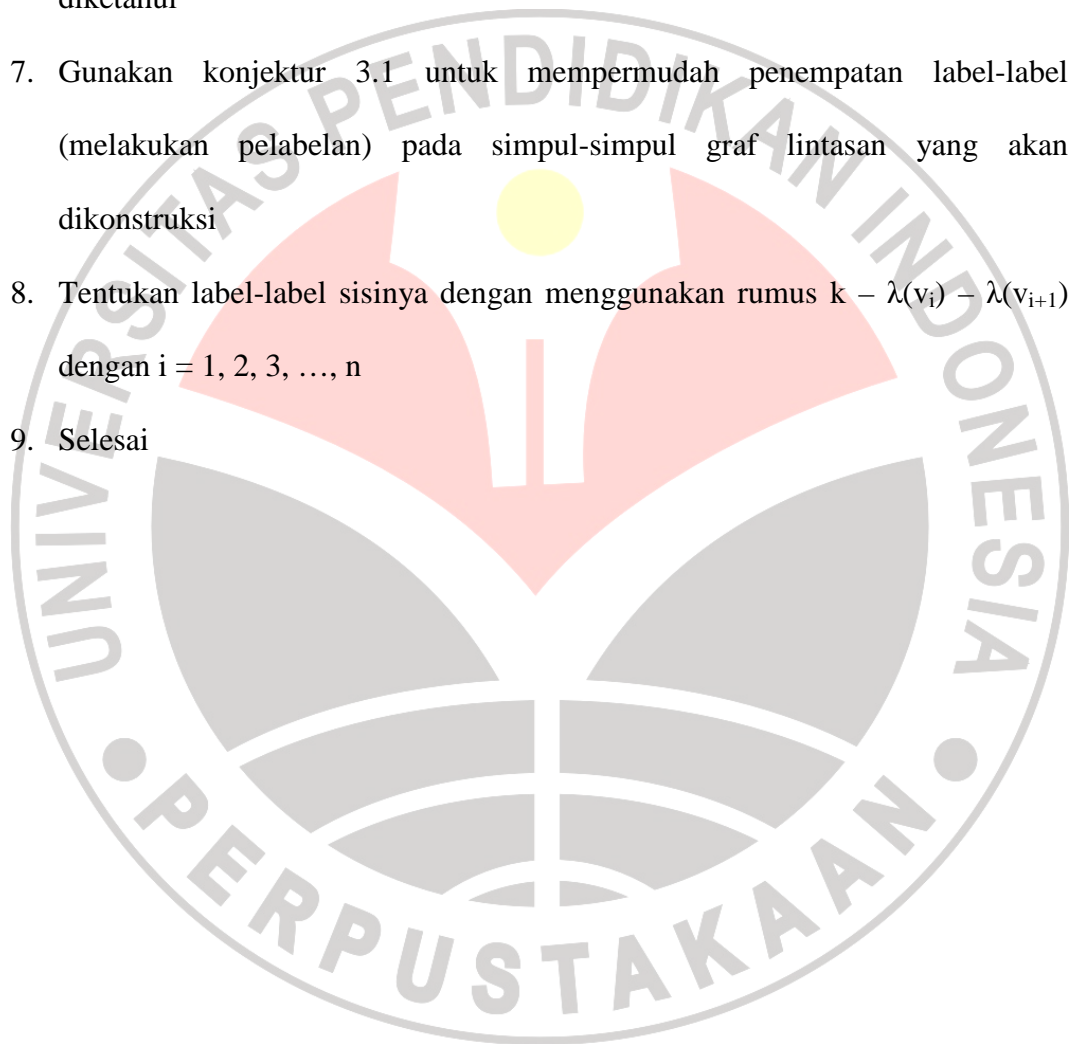 diketahui
7. Gunakan konjektur 3.1 untuk mempermudah penempatan label-label
(melakukan pelabelan) pada simpul-simpul graf lintasan yang akan
dikonstruksi
8. Tentukan label-label sisinya dengan menggunakan rumus k – λ(vᵢ) – λ(vᵢ₊₁)
dengan i = 1, 2, 3, …, n
9. Selesai
UNIVERSITAS PENDIDIKAN INDONESIA
PERPUSTAKAAN